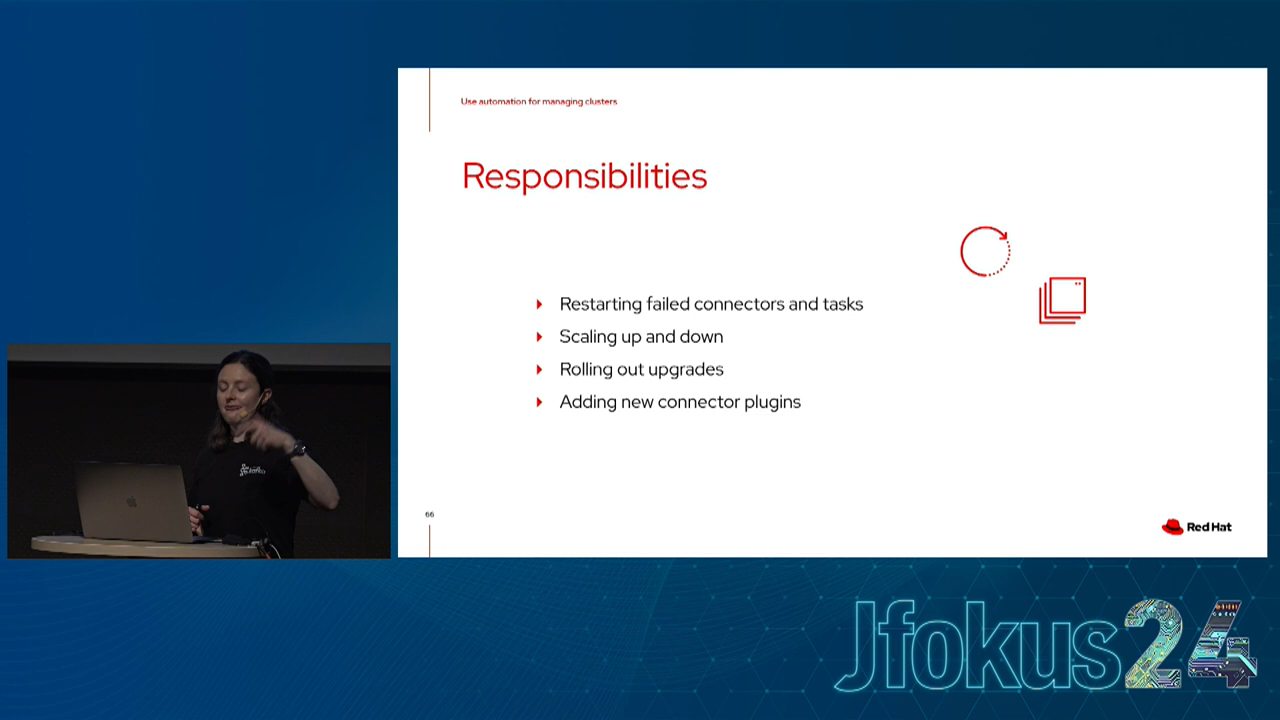 Use automation for managing clusters
Responsibilities
Restarting failed connectors and tasks
Scaling up and down
Rolling out upgrades
Adding new connector plugins
66
Red Hat
Jfokus24